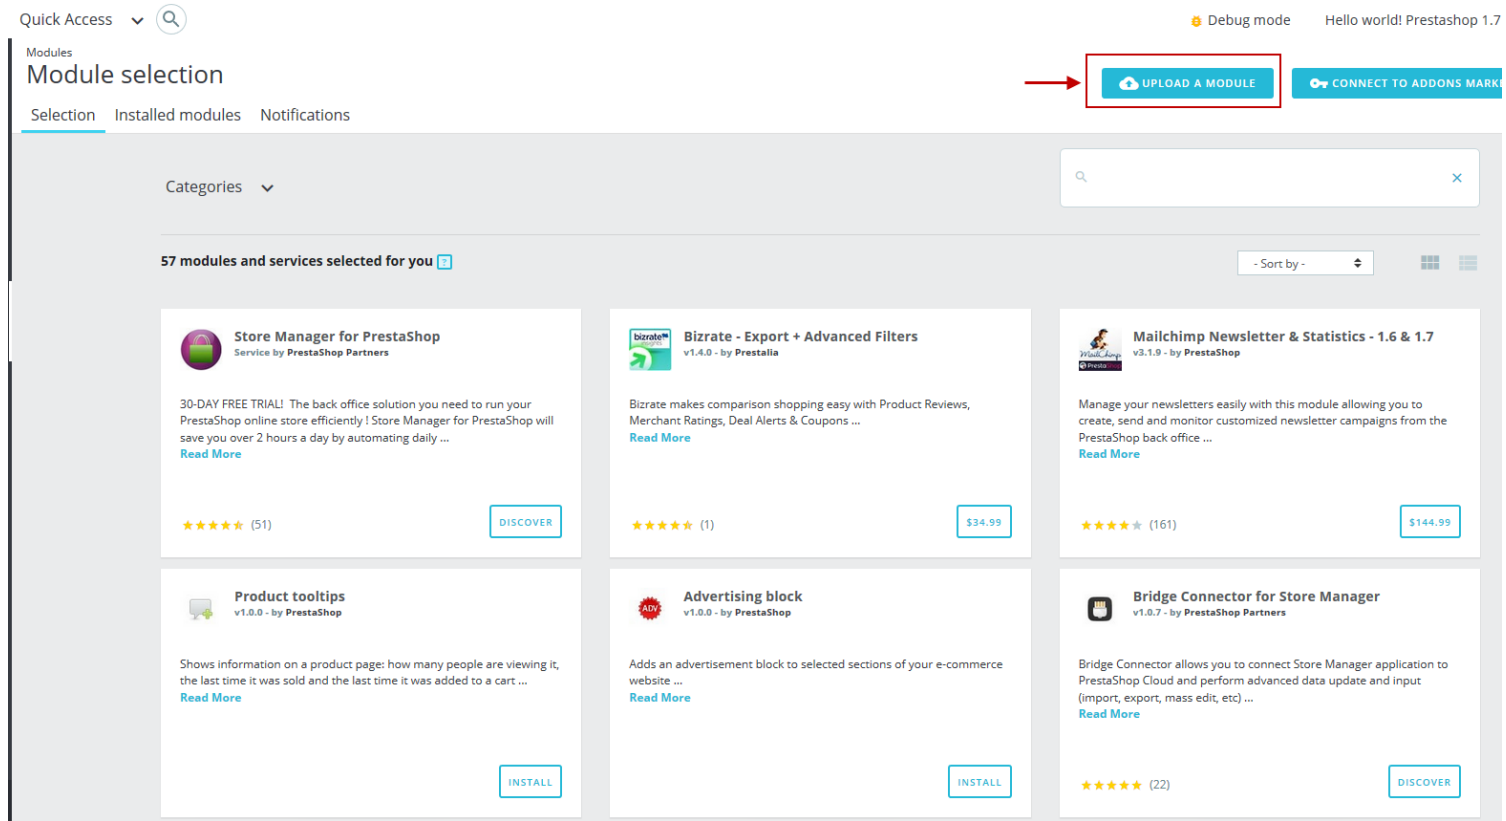 Quick Access
Debug mode
Hello world! Prestashop 1.7
Modules
Module selection
UPLOAD A MODULE
CONNECT TO ADDONS MARK
Selection
Installed modules
Notifications
Categories
57 modules and services selected for you ?
- Sort by -
Store Manager for PrestaShop
Service by PrestaShop Partners
30-DAY FREE TRIAL! The back office solution you need to run your
PrestaShop online store efficiently ! Store Manager for PrestaShop will
save you over 2 hours a day by automating daily ...
Read More
(51)
DISCOVER
bizrate
insights
Bizrate - Export + Advanced Filters
v1.4.0 - by Prestalia
Bizrate makes comparison shopping easy with Product Reviews,
Merchant Ratings, Deal Alerts & Coupons ...
Read More
(1)
$34.99
MailChimp
PrestaShop
Mailchimp Newsletter & Statistics - 1.6 & 1.7
v3.1.9 - by PrestaShop
Manage your newsletters easily with this module allowing you to
create, send and monitor customized newsletter campaigns from the
PrestaShop back office ...
Read More
(161)
$144.99
Product tooltips
v1.0.0 - by PrestaShop
Shows information on a product page: how many people are viewing it,
the last time it was sold and the last time it was added to a cart ...
Read More
INSTALL
ADV
Advertising block
v1.0.0 - by PrestaShop
Adds an advertisement block to selected sections of your e-commerce
website ...
Read More
INSTALL
Bridge Connector for Store Manager
v1.0.7 - by PrestaShop Partners
Bridge Connector allows you to connect Store Manager application to
PrestaShop Cloud and perform advanced data update and input
(import, export, mass edit, etc) ...
Read More
(22)
DISCOVER